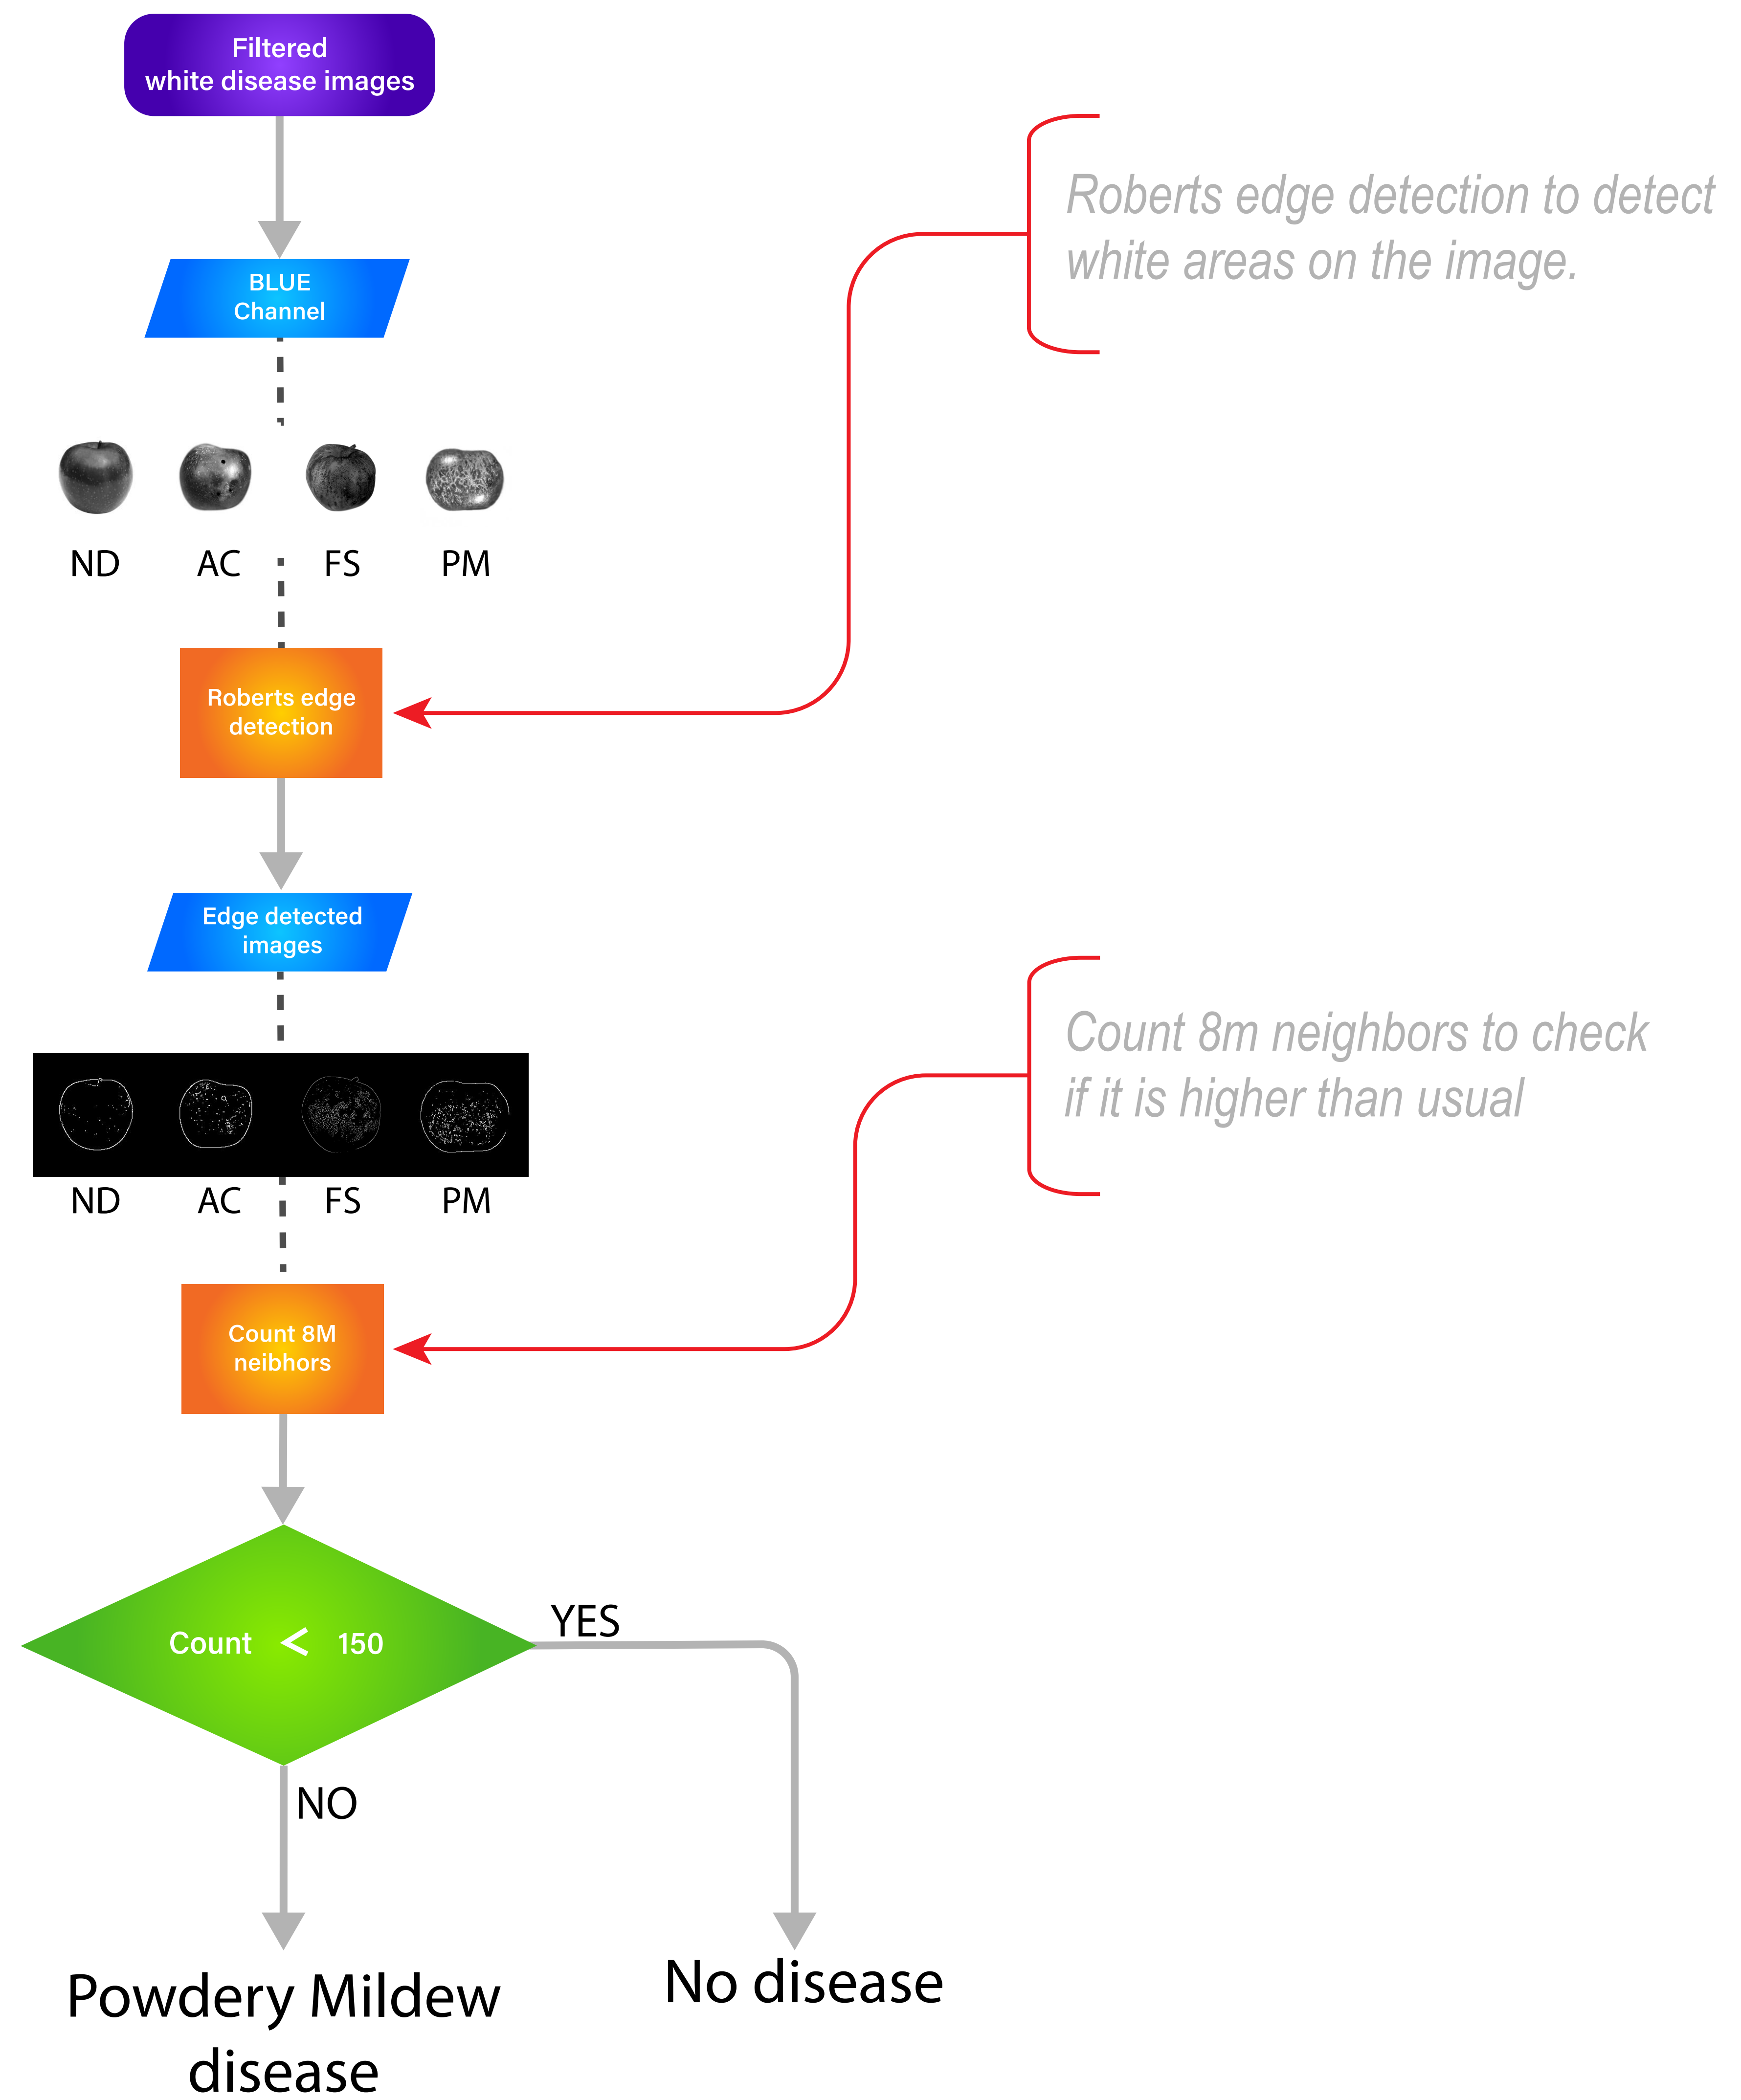 Filtered
white disease images
Roberts edge detection to detect
white areas on the image.
BLUE
Channel
ND AC FS PM
Roberts edge
detection
Edge detected
images
Count 8m neighbors to check
if it is higher than usual
ND AC FS PM
Count 8M
neibhors
Count < 150
YES
NO
Powdery Mildew
disease
No disease